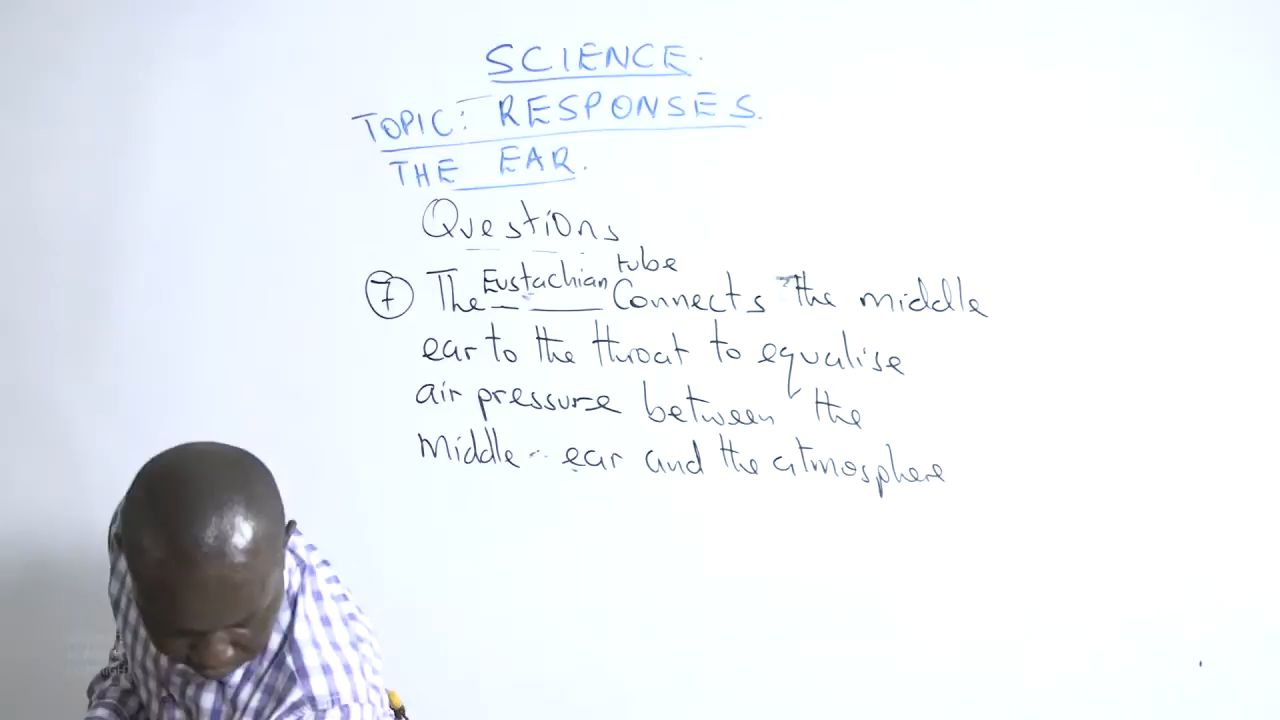 SCIENCE.
TOPIC: RESPONSES.
THE EAR.
Questions
7 The Eustachian tube Connects the middle
ear to the throat to equalise
air pressure between the
middle - ear and the atmosphere